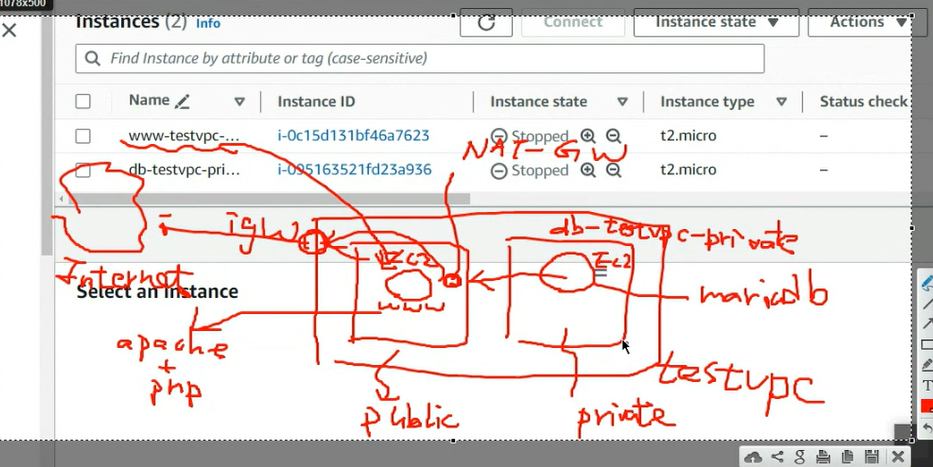 1078x500
Instances (2) Info
Connect
Instance state
Actions
Find Instance by attribute or tag (case-sensitive)
Name
Instance ID
Instance state
Instance type
Status check
www-testvpc-...
i-0c15d131bf46a7623
Stopped
t2.micro
–
db-testvpc-pri...
i-095163521fd23a936
Stopped
t2.micro
–
NAT-GW
igw
db-testvpc-private
EC2
EC2
Internet
Select an instance
www
mariadb
apache
+
php
testvpc
public
private